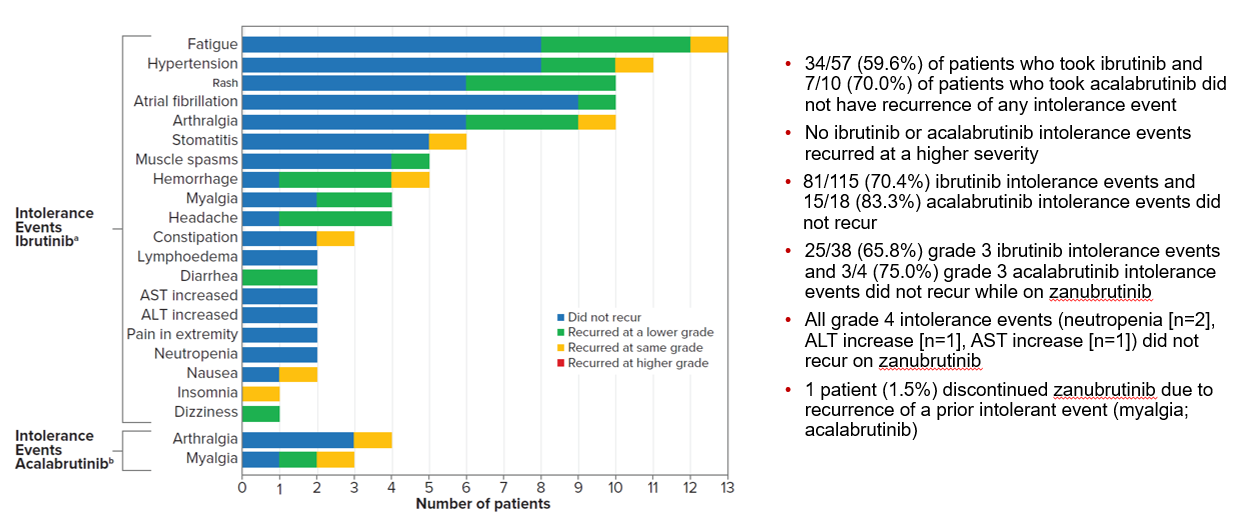 Fatigue
Hypertension
Rash
Atrial fibrillation
Arthralgia
Stomatitis
Muscle spasms
Hemorrhage
Myalgia
Headache
Constipation
Lymphoedema
Diarrhea
AST increased
ALT increased
Pain in extremity
Neutropenia
Nausea
Insomnia
Dizziness
Intolerance
Events
Ibrutinibᵃ
Arthralgia
Myalgia
Intolerance
Events
Acalabrutinibᵇ
Did not recur
Recurred at a lower grade
Recurred at same grade
Recurred at higher grade
0 1 2 3 4 5 6 7 8 9 10 11 12 13
Number of patients
• 34/57 (59.6%) of patients who took ibrutinib and
7/10 (70.0%) of patients who took acalabrutinib did
not have recurrence of any intolerance event
• No ibrutinib or acalabrutinib intolerance events
recurred at a higher severity
• 81/115 (70.4%) ibrutinib intolerance events and
15/18 (83.3%) acalabrutinib intolerance events did
not recur
• 25/38 (65.8%) grade 3 ibrutinib intolerance events
and 3/4 (75.0%) grade 3 acalabrutinib intolerance
events did not recur while on zanubrutinib
• All grade 4 intolerance events (neutropenia [n=2],
ALT increase [n=1], AST increase [n=1]) did not
recur on zanubrutinib
• 1 patient (1.5%) discontinued zanubrutinib due to
recurrence of a prior intolerant event (myalgia;
acalabrutinib)